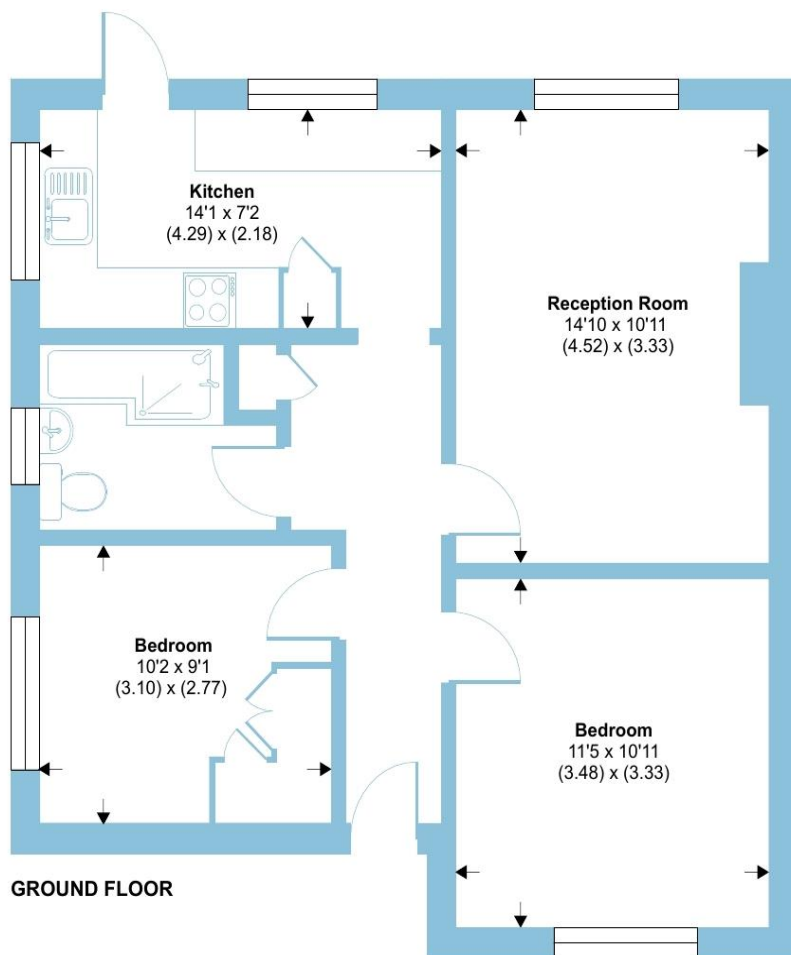 Kitchen
14'1 x 7'2
(4.29) x (2.18)
Reception Room
14'10 x 10'11
(4.52) x (3.33)
Bedroom
10'2 x 9'1
(3.10) x (2.77)
Bedroom
11'5 x 10'11
(3.48) x (3.33)
GROUND FLOOR